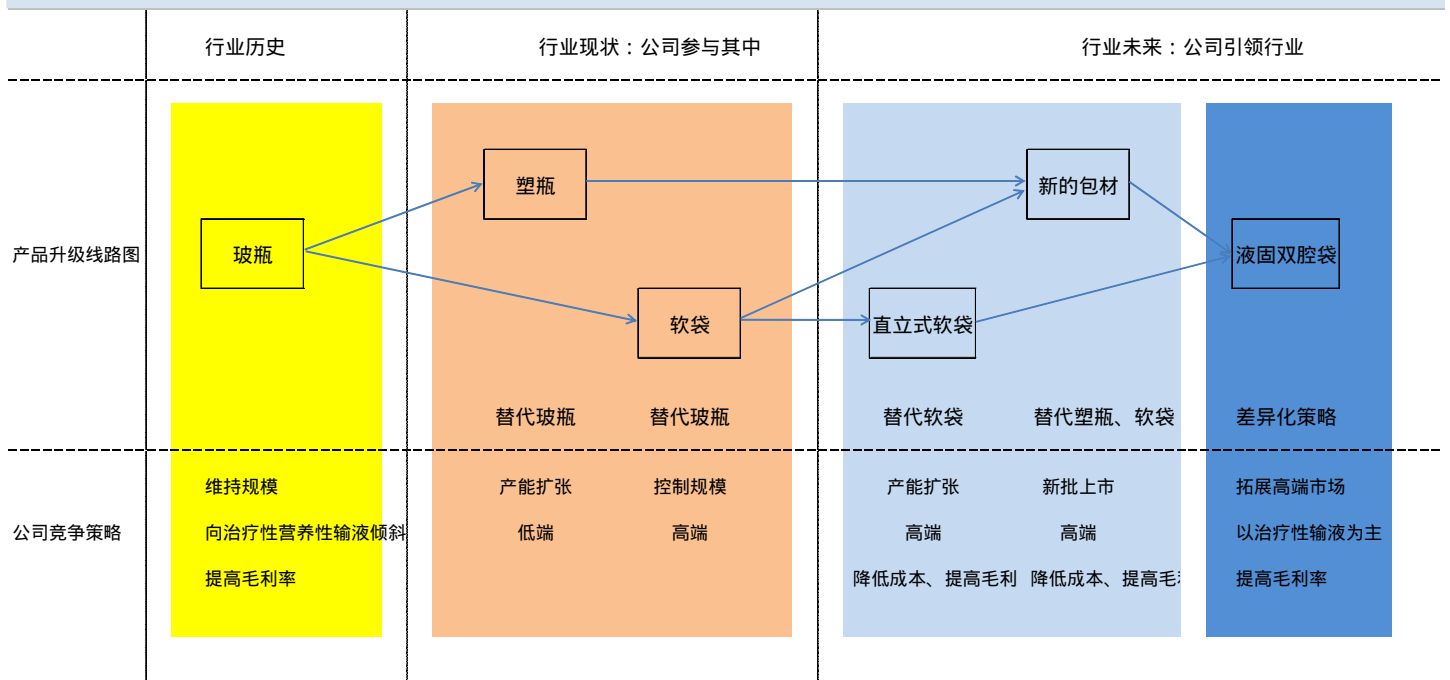 行业历史
行业现状：公司参与其中
行业未来：公司引领行业
产品升级线路图
塑瓶
新的包材
玻瓶
液固双腔袋
软袋
直立式软袋
替代玻瓶
替代玻瓶
替代软袋
替代塑瓶、软袋
差异化策略
公司竞争策略
维持规模
产能扩张
控制规模
产能扩张
新批上市
拓展高端市场
向治疗性营养性输液倾斜
低端
高端
高端
高端
以治疗性输液为主
提高毛利率
降低成本、提高毛利
降低成本、提高毛
提高毛利率